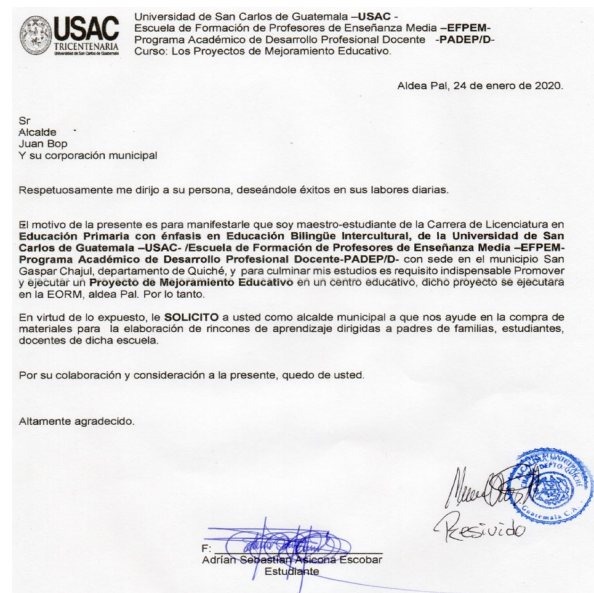 USAC
TRICENTENARIA
Universidad de San Carlos de Guatemala
Universidad de San Carlos de Guatemala –USAC -
Escuela de Formación de Profesores de Enseñanza Media –EFPEM-
Programa Académico de Desarrollo Profesional Docente -PADEP/D-
Curso: Los Proyectos de Mejoramiento Educativo.
Aldea Pal, 24 de enero de 2020.
Sr
Alcalde
Juan Bop
Y su corporación municipal
Respetuosamente me dirijo a su persona, deseándole éxitos en sus labores diarias.
El motivo de la presente es para manifestarle que soy maestro-estudiante de la Carrera de Licenciatura en
Educación Primaria con énfasis en Educación Bilingüe Intercultural, de la Universidad de San
Carlos de Guatemala –USAC- /Escuela de Formación de Profesores de Enseñanza Media –EFPEM-
Programa Académico de Desarrollo Profesional Docente-PADEP/D- con sede en el municipio San
Gaspar Chajul, departamento de Quiché, y para culminar mis estudios es requisito indispensable Promover
y ejecutar un Proyecto de Mejoramiento Educativo en un centro educativo, dicho proyecto se ejecutará
en la EORM, aldea Pal. Por lo tanto.
En virtud de lo expuesto, le SOLICITO a usted como alcalde municipal a que nos ayude en la compra de
materiales para la elaboración de rincones de aprendizaje dirigidas a padres de familias, estudiantes,
docentes de dicha escuela.
Por su colaboración y consideración a la presente, quedo de usted.
Altamente agradecido.
Guatemala C.A.
Resivido
F:
Adrián Sebastián Asicona Escobar
Estudiante